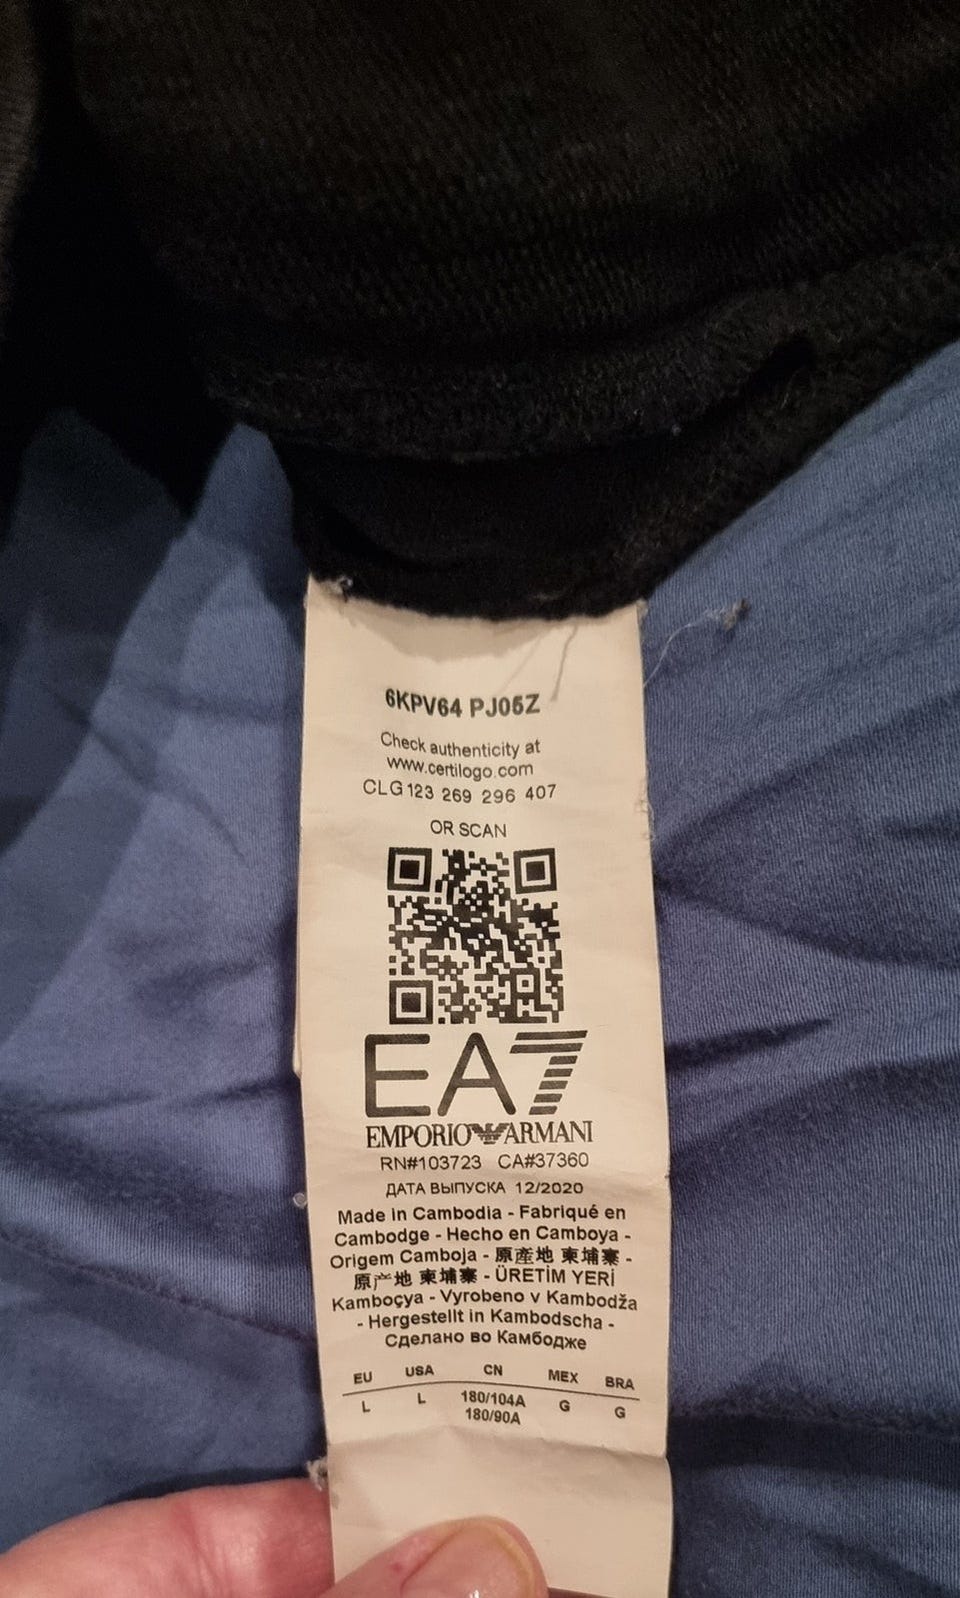 6KPV64 PJ05Z
Check authenticity at
www.certilogo.com
CLG 123 269 296 407
OR SCAN
EA7
EMPORIO ARMANI
RN#103723 CA#37360
ДАТА ВЫПУСКА 12/2020
Made in Cambodia - Fabriqué en
Cambodge - Hecho en Camboya -
Origem Camboja - 原產地 柬埔寨 -
原产地 柬埔寨 - ÜRETİM YERİ
Kamboçya - Vyrobeno v Kambodža
- Hergestellt in Kambodscha -
Сделано во Камбодже
EU USA CN MEX BRA
L L 180/104A G G
180/90A